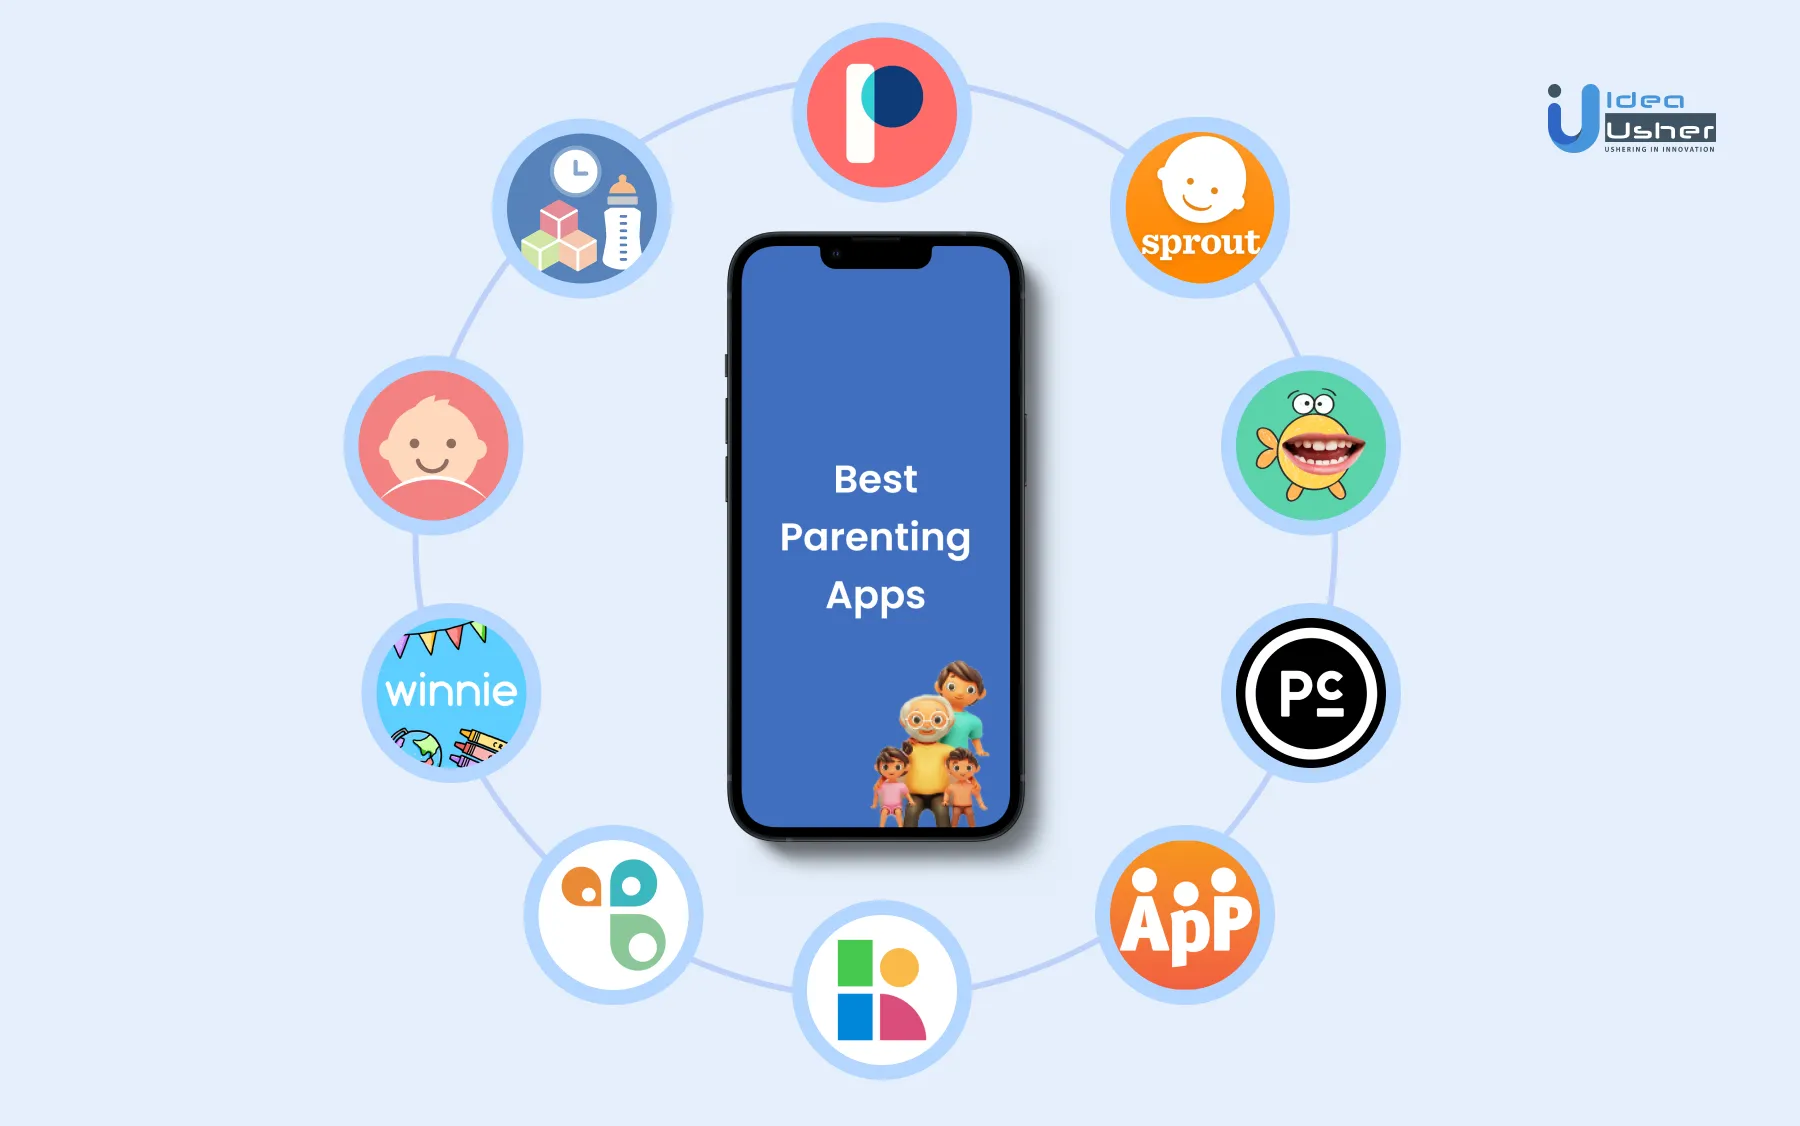 Idea
Usher
USHERING IN INNOVATION
sprout
Best
Parenting
Apps
winnie
Pc
App